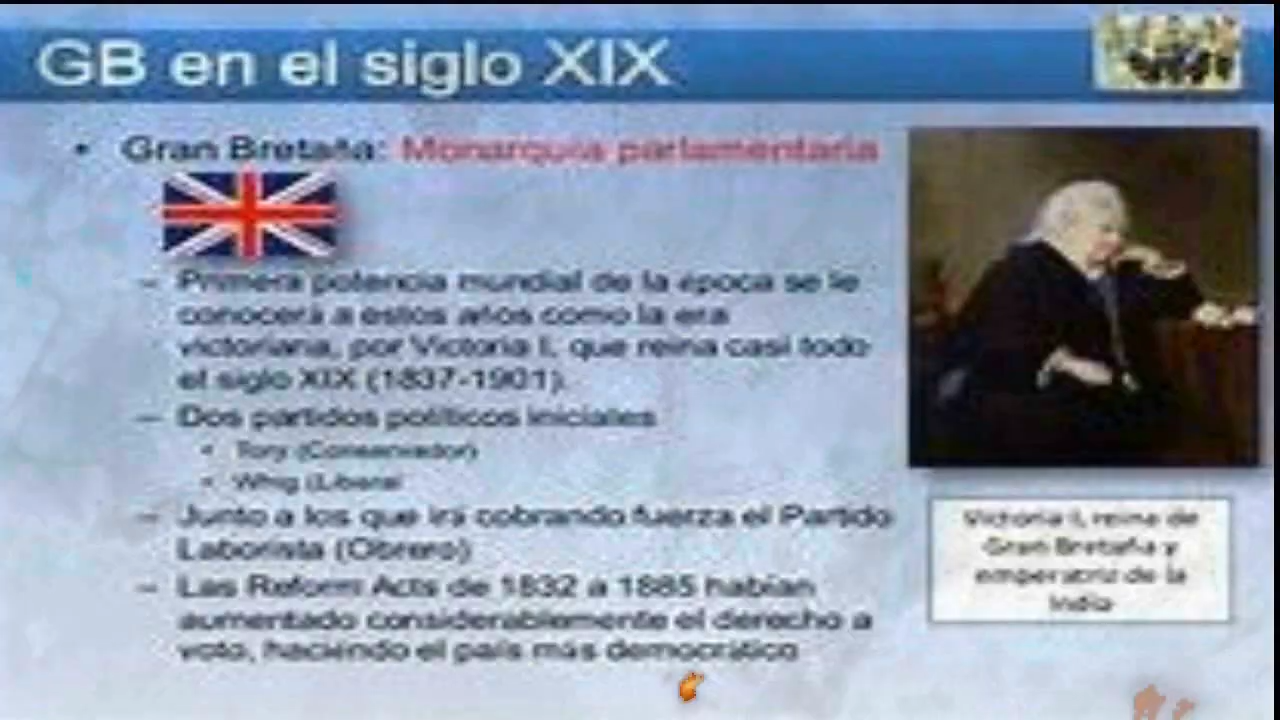 GB en el siglo XIX
• Gran Bretaña: Monarquía parlamentaria
– Primera potencia mundial de la época se le
conocerá a estos años como la era
victoriana, por Victoria I, que reina casi todo
el siglo XIX (1837-1901).
– Dos partidos políticos iniciales
• Tory (Conservador)
• Whig (Liberal
– Junto a los que irá cobrando fuerza el Partido
Laborista (Obrero)
– Las Reform Acts de 1832 a 1885 habían
aumentado considerablemente el derecho a
voto, haciendo el país más democrático
Victoria I, reina de
Gran Bretaña y
emperatriz de la
India